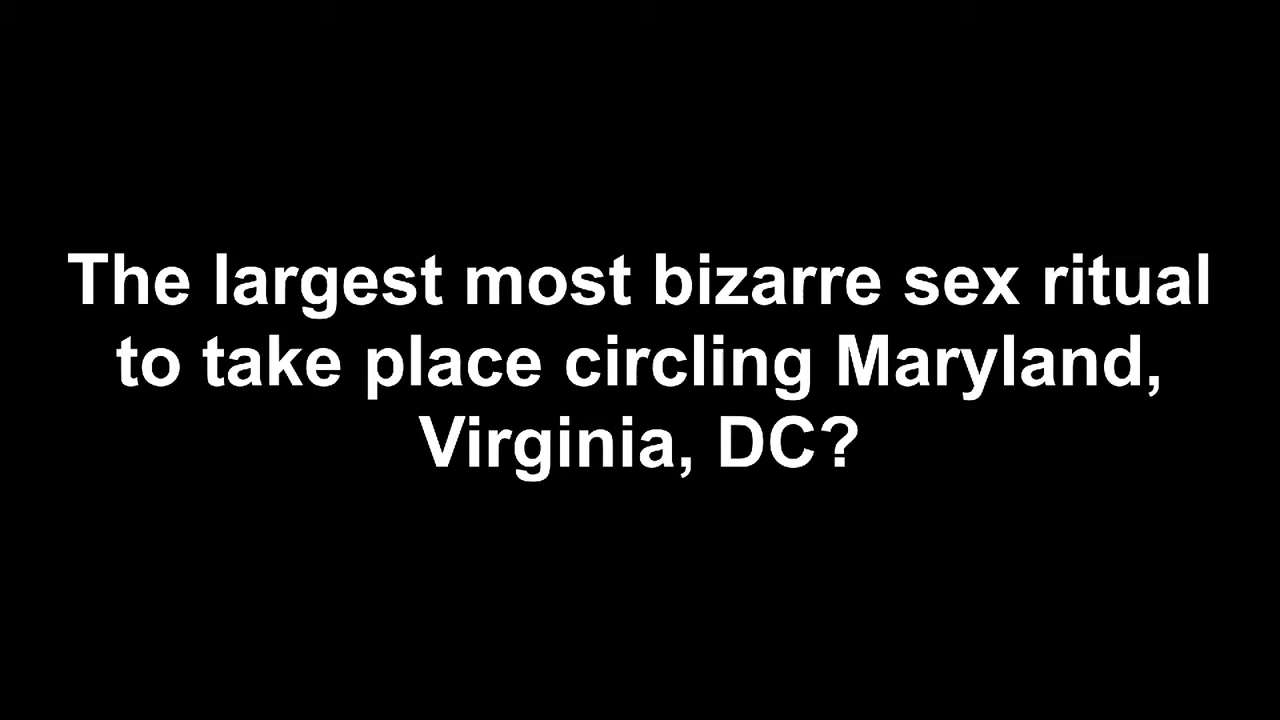 The largest most bizarre sex ritual
to take place circling Maryland,
Virginia, DC?